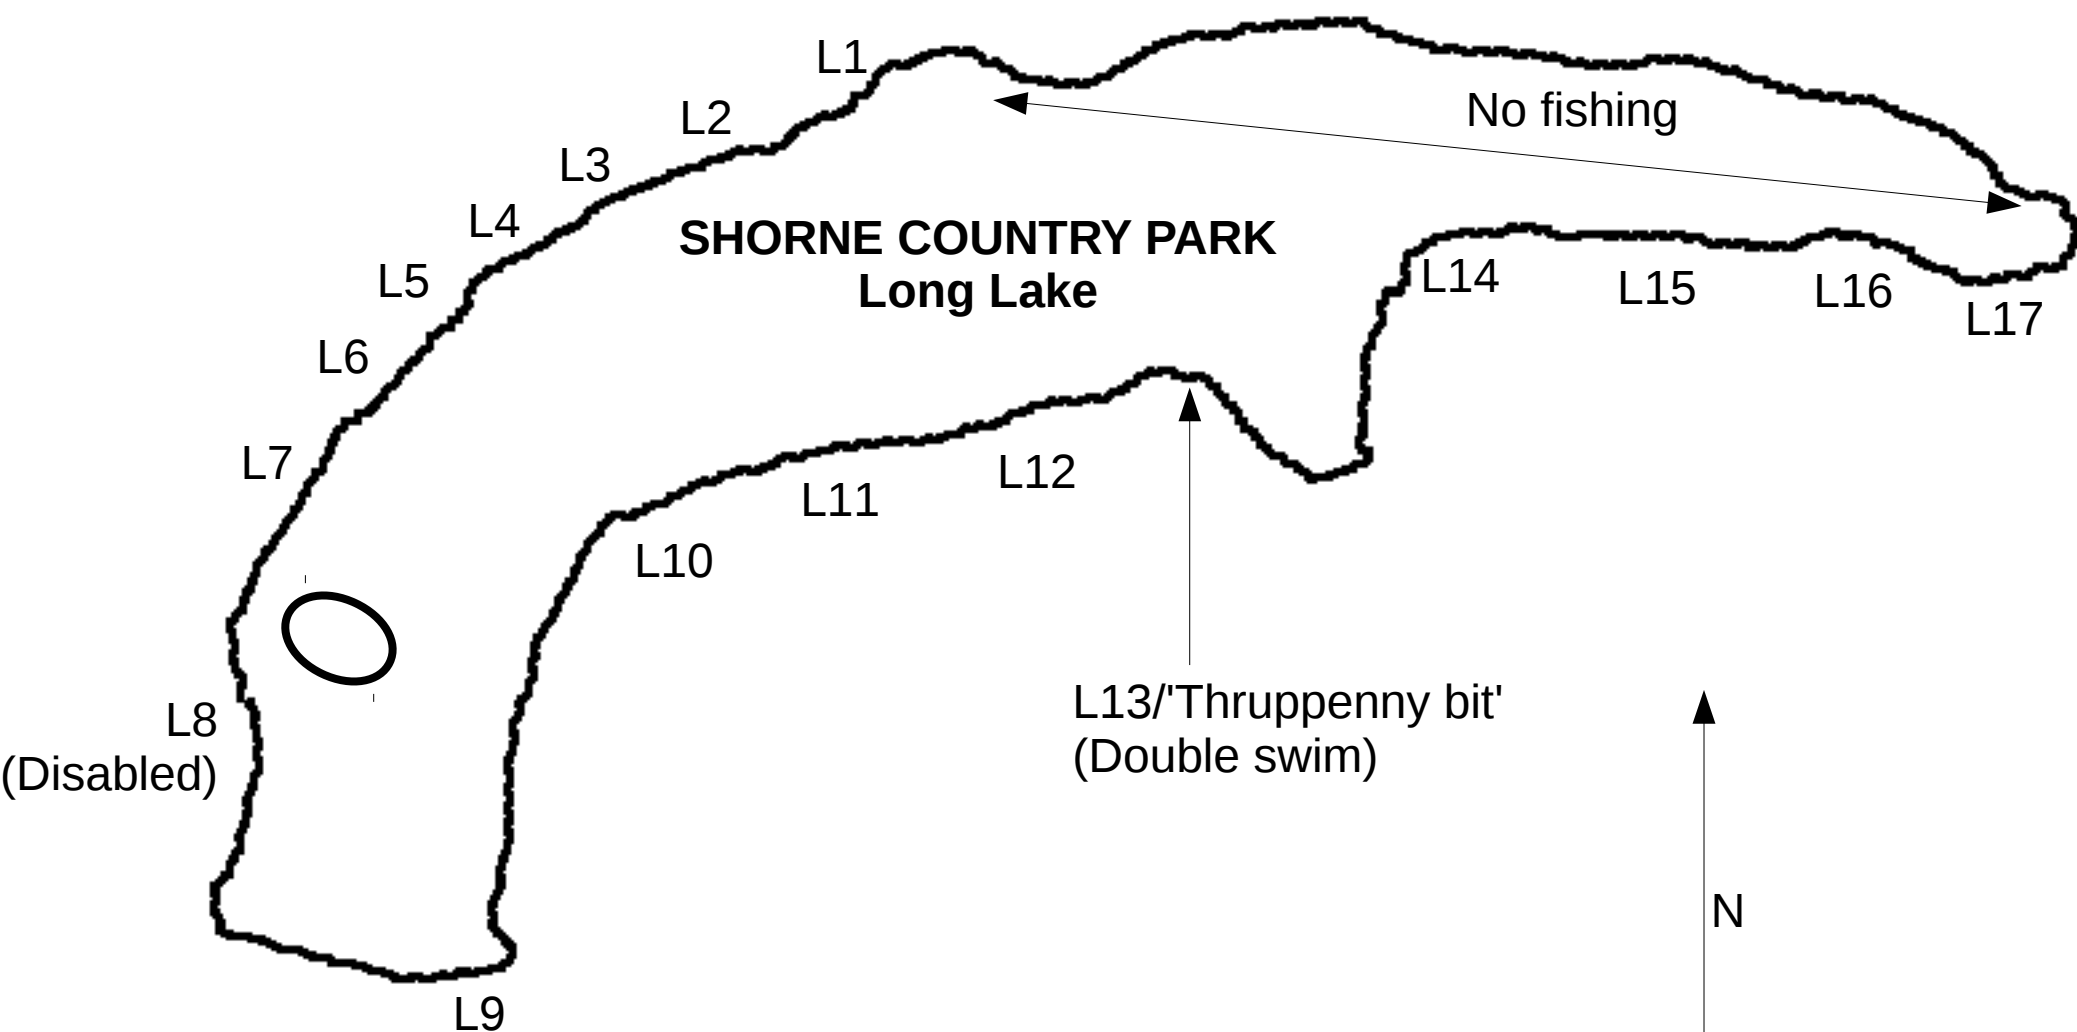 L1
No fishing
L2
L3
L4
SHORNE COUNTRY PARK
Long Lake
L5
L14
L15
L16
L17
L6
L7
L12
L11
L10
L13/'Thruppenny bit'
(Double swim)
L8
(Disabled)
N
L9